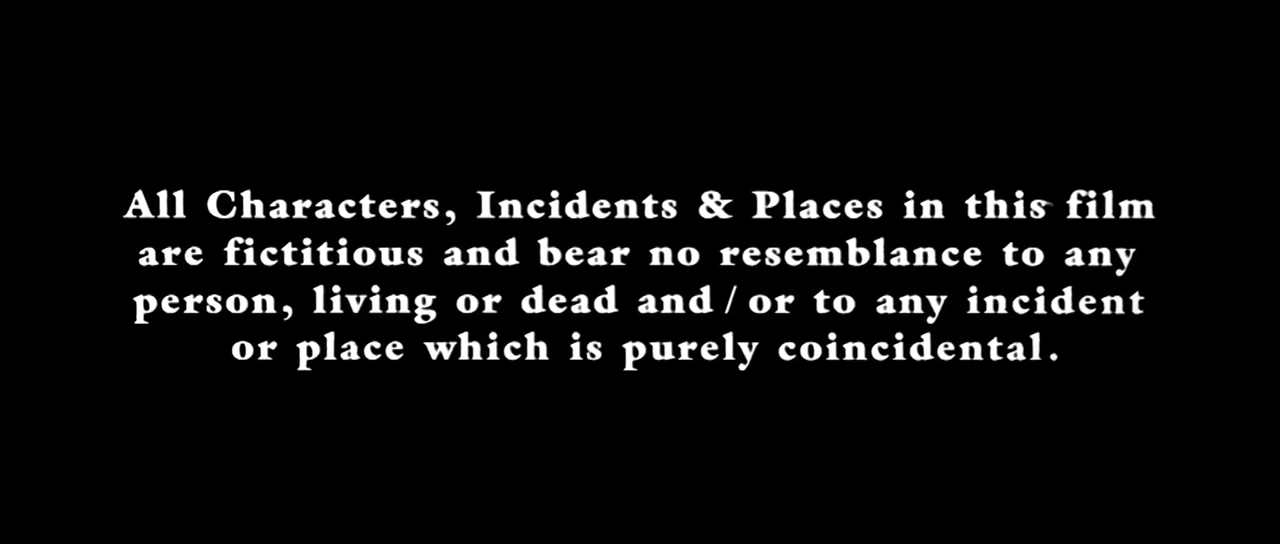 All Characters, Incidents & Places in this film
are fictitious and bear no resemblance to any
person, living or dead and / or to any incident
or place which is purely coincidental.